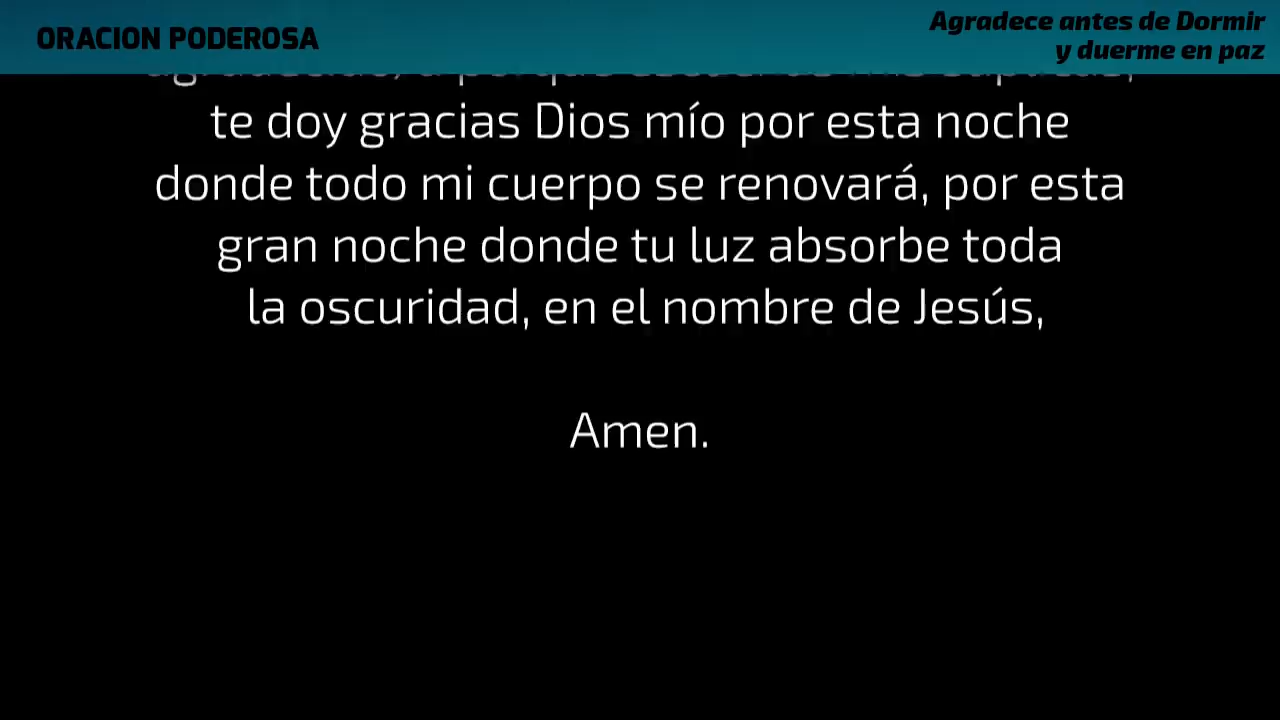 ORACION PODEROSA
Agradece antes de Dormir
y duerme en paz
te doy gracias Dios mío por esta noche
donde todo mi cuerpo se renovará, por esta
gran noche donde tu luz absorbe toda
la oscuridad, en el nombre de Jesús,
Amen.